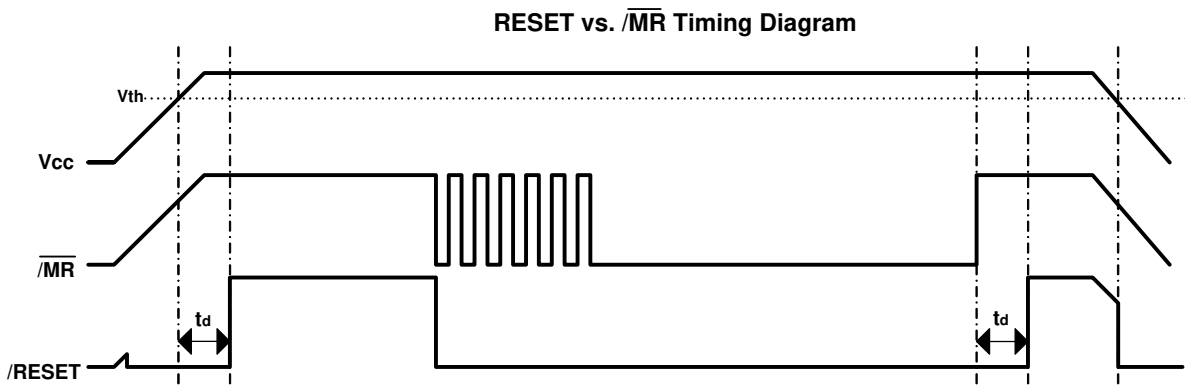 RESET vs. /MR Timing Diagram
Vth
Vcc
/MR
td
td
/RESET